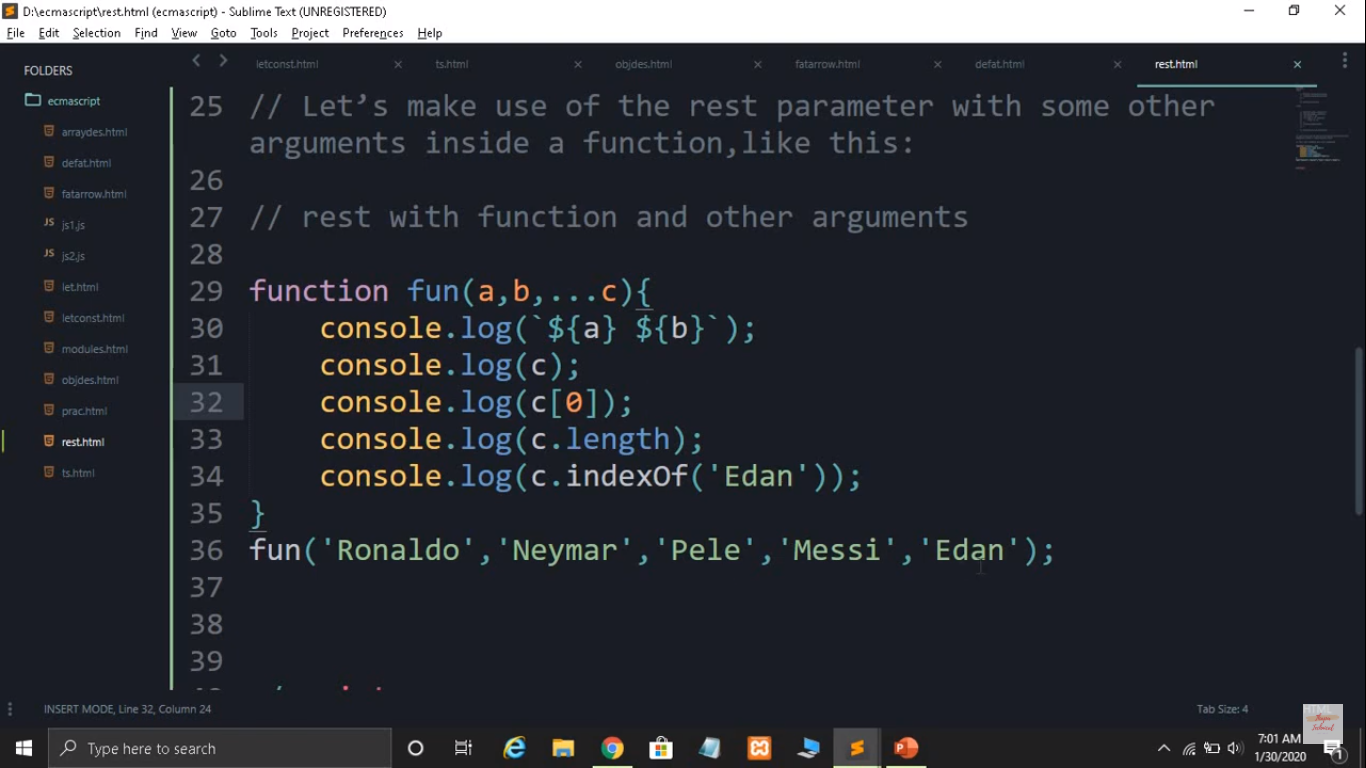 D:\ecmascript\rest.html (ecmascript) - Sublime Text (UNREGISTERED)
File Edit Selection Find View Goto Tools Project Preferences Help
FOLDERS
ecmascript
arraydes.html
defat.html
fatarrow.html
js1.js
js2.js
let.html
letconst.html
modules.html
objdes.html
prac.html
rest.html
ts.html
letconst.html ts.html objdes.html fatarrow.html defat.html rest.html
25 // Let’s make use of the rest parameter with some other
arguments inside a function,like this:
26
27 // rest with function and other arguments
28
29 function fun(a,b,...c){
30 console.log(`${a} ${b}`);
31 console.log(c);
32 console.log(c[0]);
33 console.log(c.length);
34 console.log(c.indexOf('Edan'));
35 }
36 fun('Ronaldo','Neymar','Pele','Messi','Edan');
37
38
39
INSERT MODE, Line 32, Column 24 Tab Size: 4
HTML
Type here to search
7:01 AM
1/30/2020
1